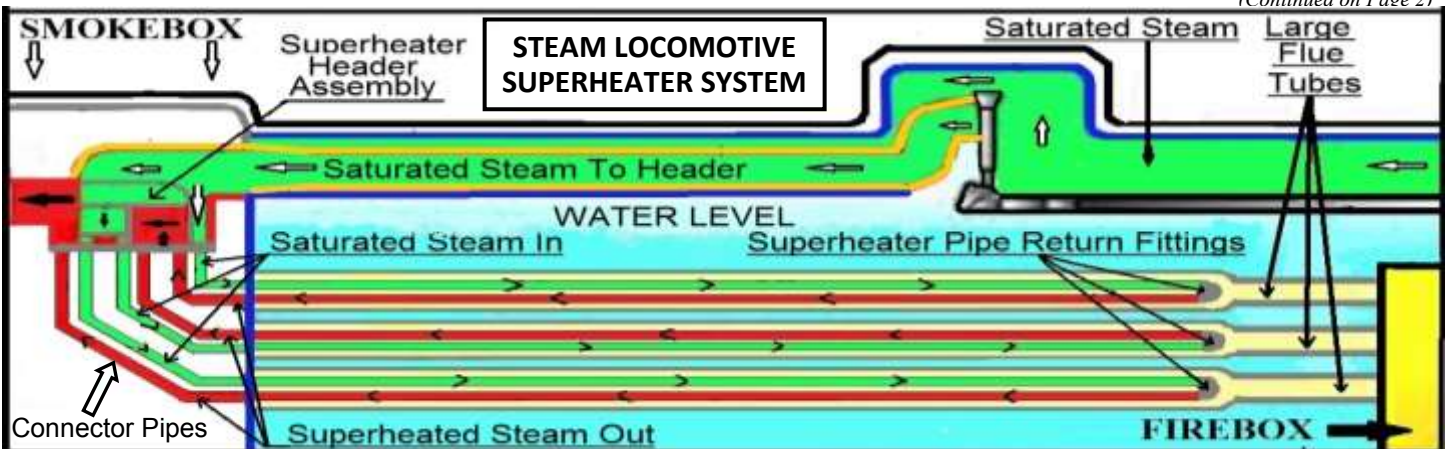 (Continued on Page 2)
SMOKEBOX
Superheater
Header
Assembly
STEAM LOCOMOTIVE
SUPERHEATER SYSTEM
Saturated Steam
Large
Flue
Tubes
Saturated Steam To Header
WATER LEVEL
Saturated Steam In
Superheater Pipe Return Fittings
Connector Pipes
Superheated Steam Out
FIREBOX